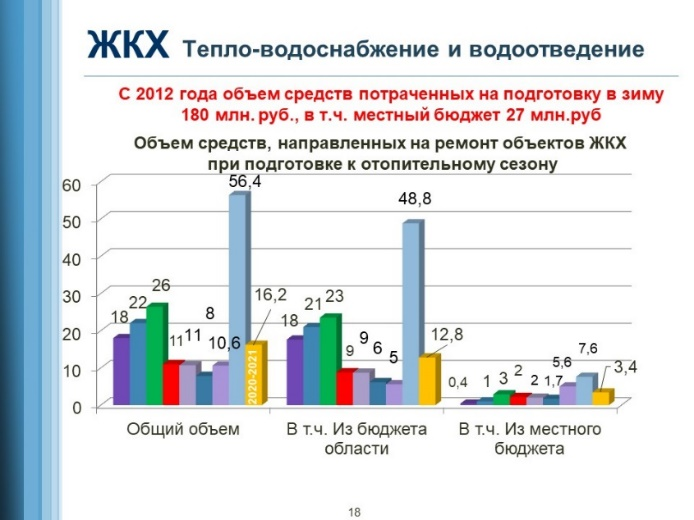 ЖКХ Тепло-водоснабжение и водоотведение
С 2012 года объем средств потраченных на подготовку в зиму
180 млн. руб., в т.ч. местный бюджет 27 млн.руб
Объем средств, направленных на ремонт объектов ЖКХ
при подготовке к отопительному сезону
60
50
40
30
20
10
0
18 22 26 11 11 8 10,6 56,4 16,2
2020-2021
18 21 23 9 9 6 5 48,8 12,8
0,4 1 3 2 2 1,7 5,6 7,6 3,4
Общий объем
В т.ч. Из бюджета
области
В т.ч. Из местного
бюджета
18